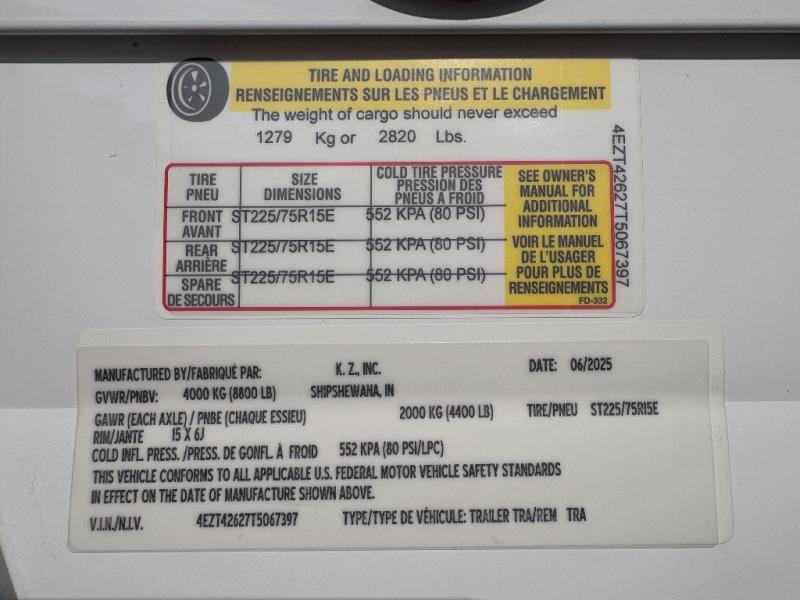 TIRE AND LOADING INFORMATION
RENSEIGNEMENTS SUR LES PNEUS ET LE CHARGEMENT
The weight of cargo should never exceed
1279 Kg or 2820 Lbs.
TIRE PNEU
SIZE DIMENSIONS
COLD TIRE PRESSURE PRESSION DES PNEUS A FROID
FRONT AVANT
ST225/75R15E
552 KPA (80 PSI)
REAR ARRIÈRE
ST225/75R15E
552 KPA (80 PSI)
SPARE DE SECOURS
ST225/75R15E
552 KPA (80 PSI)
SEE OWNER'S
MANUAL FOR
ADDITIONAL
INFORMATION
VOIR LE MANUEL
DE L'USAGER
POUR PLUS DE
RENSEIGNEMENTS
FD-332
4EZT42627T5067397
MANUFACTURED BY/FABRIQUÉ PAR: K. Z., INC. DATE: 06/2025
GVWR/PNBV: 4000 KG (8800 LB) SHIPSHEWANA, IN
GAWR (EACH AXLE) / PNBE (CHAQUE ESSIEU) 2000 KG (4400 LB) TIRE/PNEU ST225/75R15E
RIM/JANTE 15 X 6J
COLD INFL. PRESS. /PRESS. DE GONFL. À FROID 552 KPA (80 PSI/LPC)
THIS VEHICLE CONFORMS TO ALL APPLICABLE U.S. FEDERAL MOTOR VEHICLE SAFETY STANDARDS
IN EFFECT ON THE DATE OF MANUFACTURE SHOWN ABOVE.
V.I.N./N.I.V. 4EZT42627T5067397 TYPE/TYPE DE VÉHICULE: TRAILER TRA/REM TRA